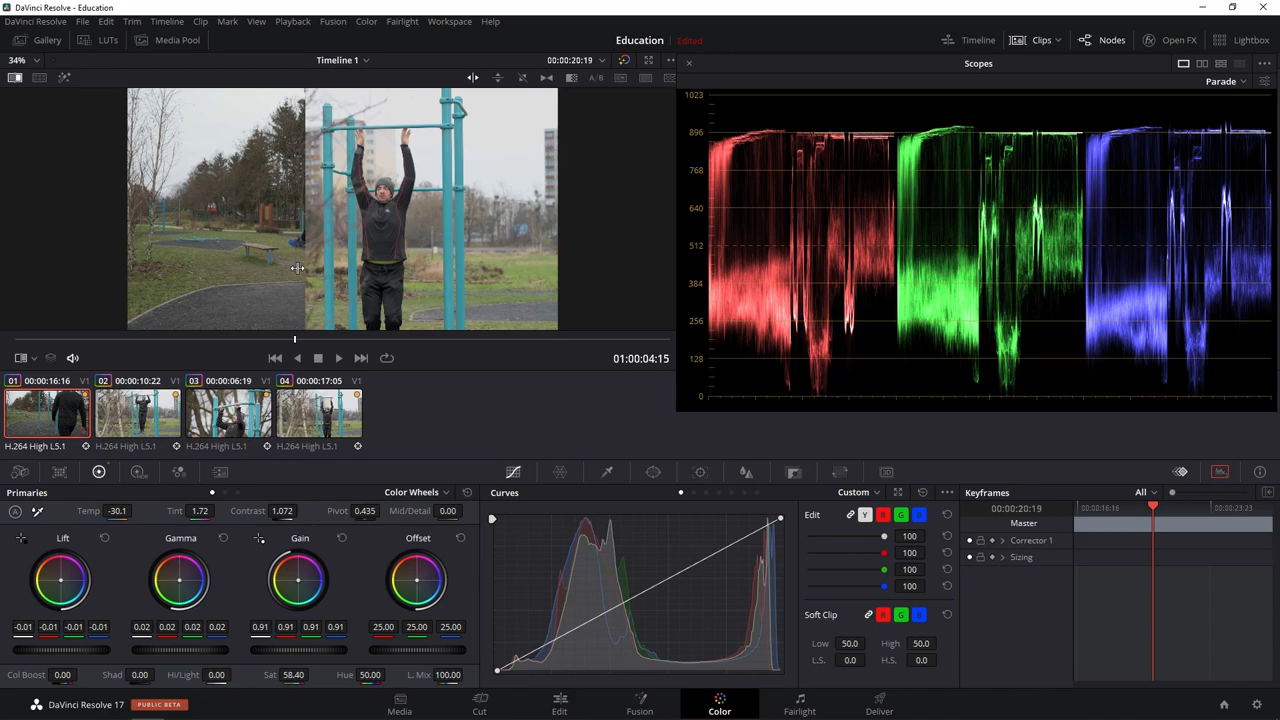 DaVinci Resolve - Education
DaVinci Resolve File Edit Trim Timeline Clip Mark View Playback Fusion Color Fairlight Workspace Help
Gallery LUTs Media Pool Education Edited Timeline Clips Nodes Open FX Lightbox
34% Timeline 1 00:00:20:19 Scopes
A/B Parade
1023
896
768
640
512
384
256
128
0
01:00:04:15
01 00:00:16:16 V1 02 00:00:10:22 V1 03 00:00:06:19 V1 04 00:00:17:05 V1
H.264 High L5.1 H.264 High L5.1 H.264 High L5.1 H.264 High L5.1
Primaries Color Wheels Curves Custom Keyframes All
A Temp -30.1 Tint 1.72 Contrast 1.072 Pivot 0.435 Mid/Detail 0.00
Lift Gamma Gain Offset
-0.01 -0.01 -0.01 -0.01 0.02 0.02 0.02 0.02 0.91 0.91 0.91 0.91 25.00 25.00 25.00
Col Boost 0.00 Shad 0.00 Hi/Light 0.00 Sat 58.40 Hue 50.00 L. Mix 100.00
Edit Y R G B
100
100
100
100
Soft Clip R G B
Low 50.0 High 50.0
L.S. 0.0 H.S. 0.0
00:00:20:19 00:00:16:16 00:00:23:23
Master
Corrector 1
Sizing
DaVinci Resolve 17 PUBLIC BETA Media Cut Edit Fusion Color Fairlight Deliver